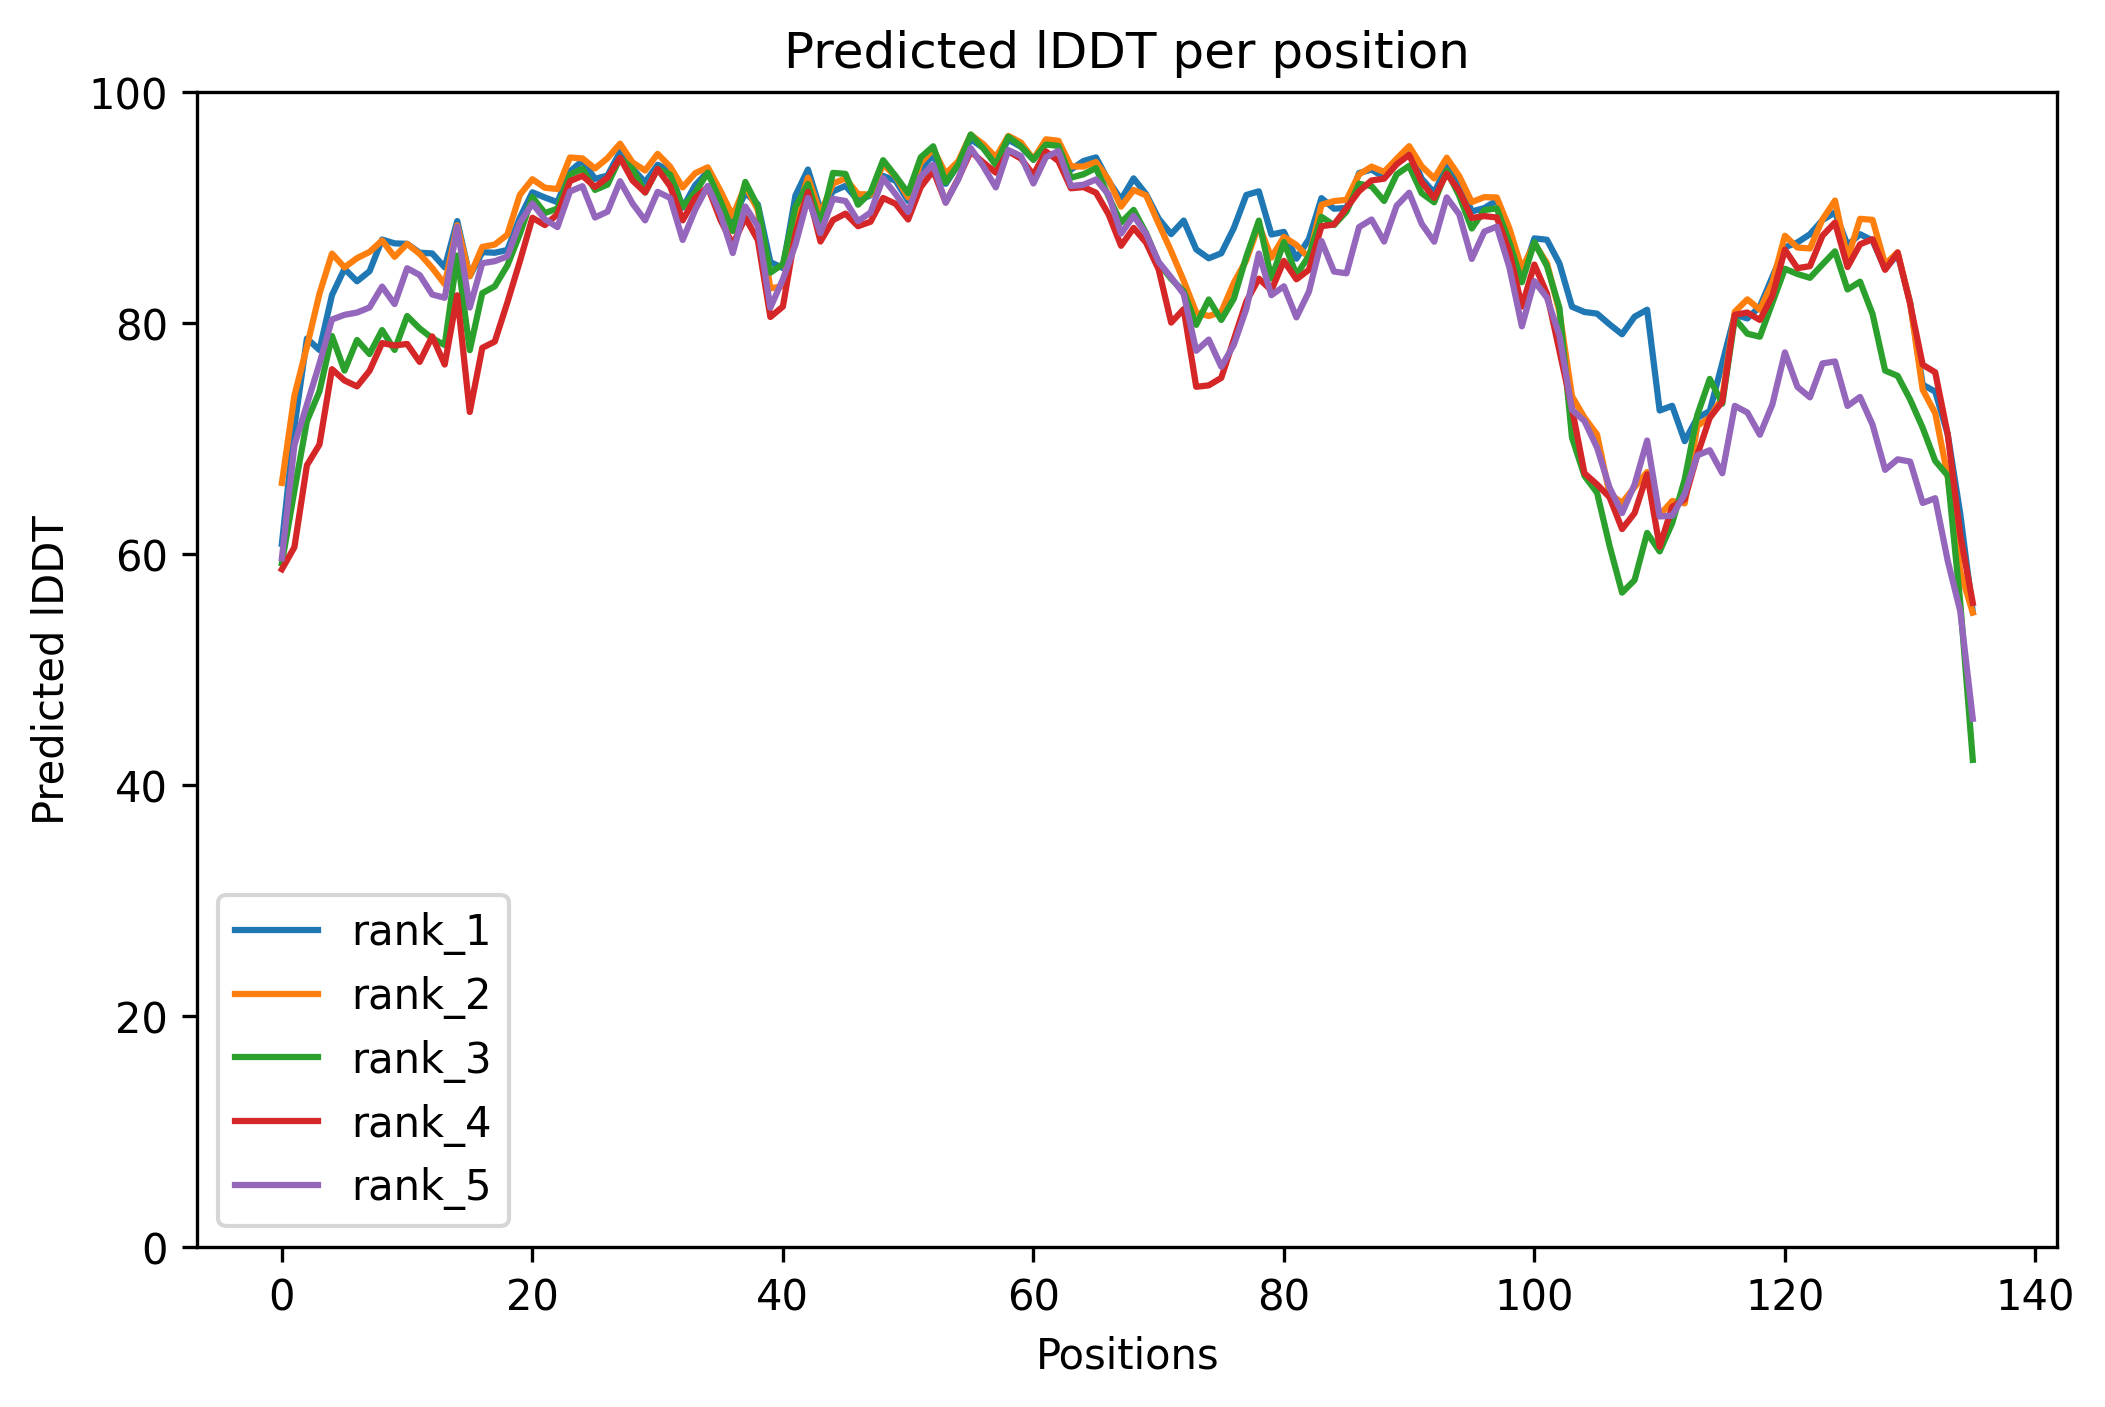 Predicted lDDT per position
Predicted lDDT
100
80
60
40
20
0
rank_1
rank_2
rank_3
rank_4
rank_5
0 20 40 60 80 100 120 140
Positions